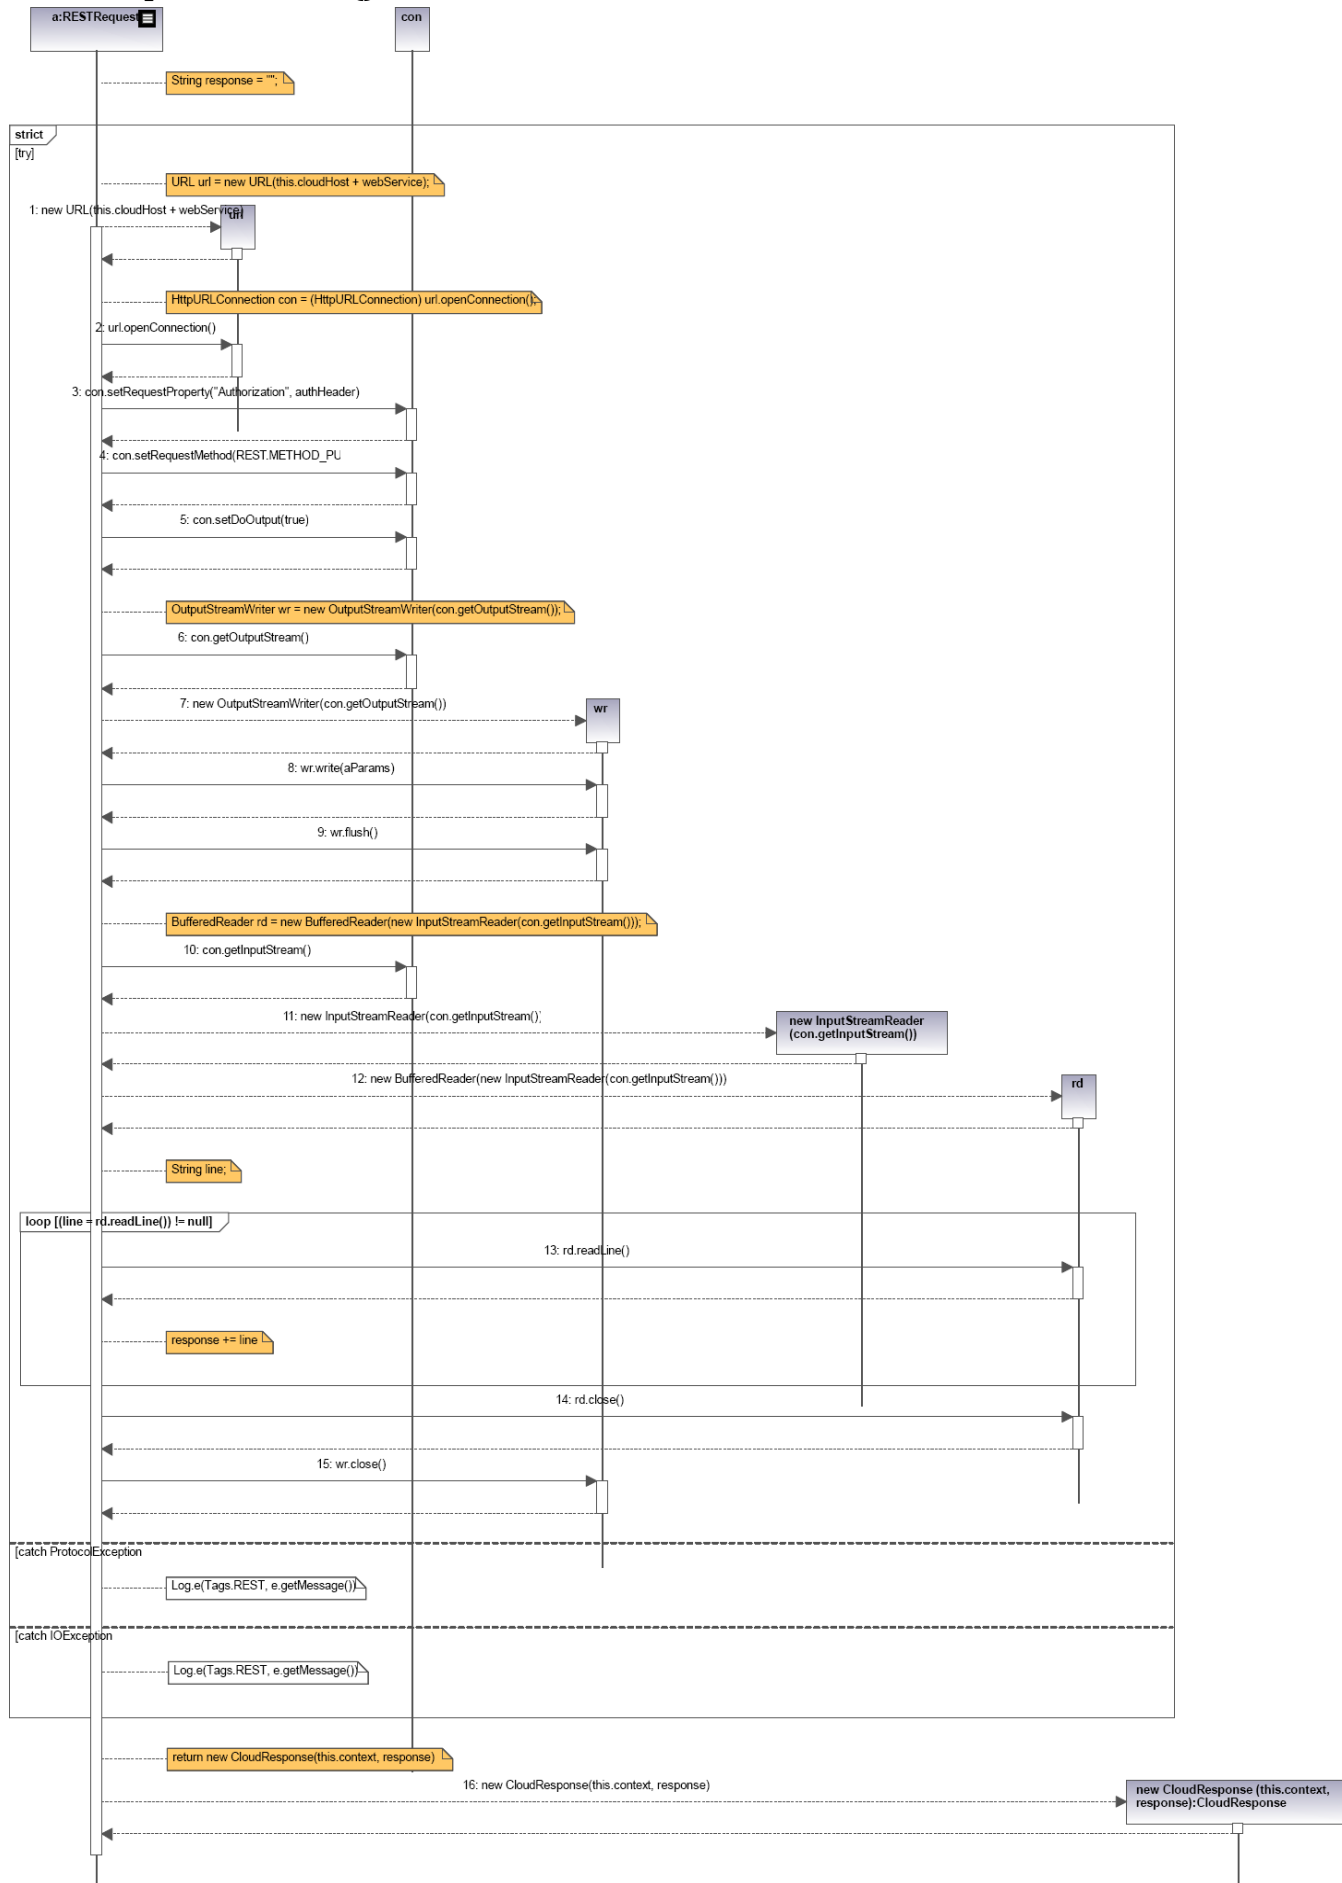 a:RESTRequest
con
String response = "";
strict
[try]
URL url = new URL(this.cloudHost + webService);
1: new URL(this.cloudHost + webService)
url
HttpURLConnection con = (HttpURLConnection) url.openConnection();
2: url.openConnection()
3: con.setRequestProperty("Authorization", authHeader)
4: con.setRequestMethod(REST.METHOD_PU
5: con.setDoOutput(true)
OutputStreamWriter wr = new OutputStreamWriter(con.getOutputStream());
6: con.getOutputStream()
7: new OutputStreamWriter(con.getOutputStream())
wr
8: wr.write(aParams)
9: wr.flush()
BufferedReader rd = new BufferedReader(new InputStreamReader(con.getInputStream()));
10: con.getInputStream()
11: new InputStreamReader(con.getInputStream()
new InputStreamReader
(con.getInputStream())
12: new BufferedReader(new InputStreamReader(con.getInputStream()))
rd
String line;
loop [(line = rd.readLine()) != null]
13: rd.readLine()
response += line
14: rd.close()
15: wr.close()
[catch ProtocolException
Log.e(Tags.REST, e.getMessage())
[catch IOException
Log.e(Tags.REST, e.getMessage())
return new CloudResponse(this.context, response)
16: new CloudResponse(this.context, response)
new CloudResponse (this.context,
response):CloudResponse